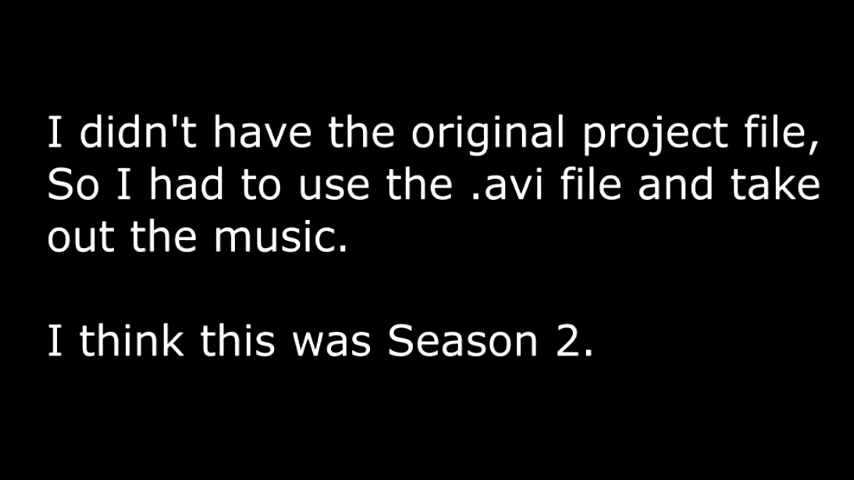 I didn't have the original project file,
So I had to use the .avi file and take
out the music.
I think this was Season 2.